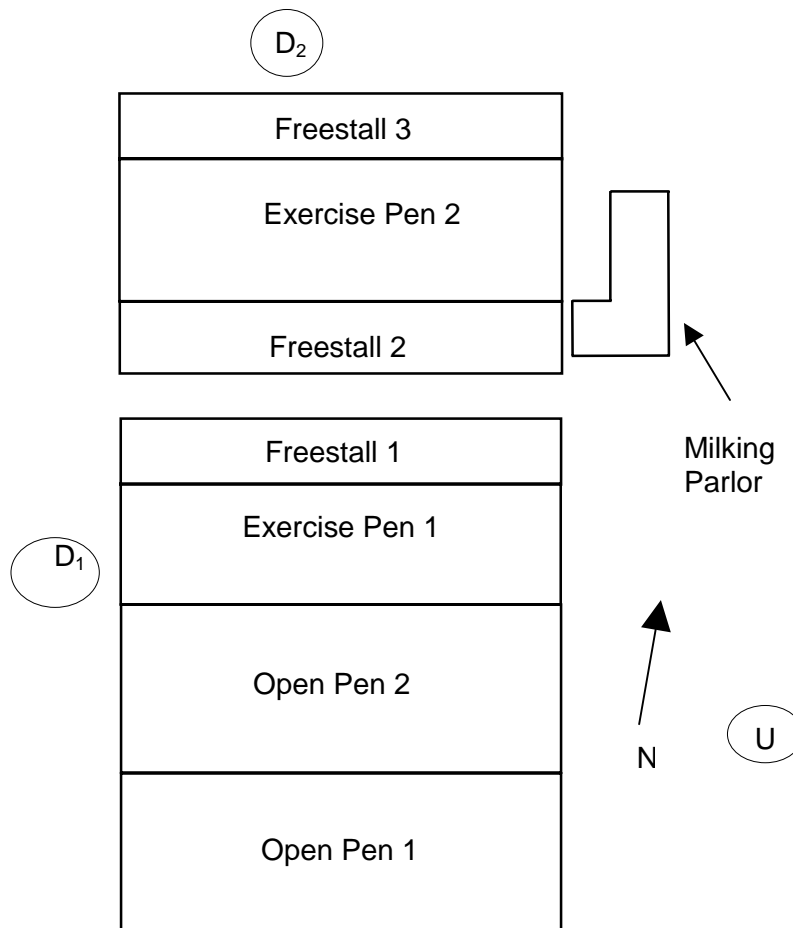 D₂
Freestall 3
Exercise Pen 2
Freestall 2
Freestall 1
Milking
Parlor
Exercise Pen 1
D₁
Open Pen 2
U
N
Open Pen 1